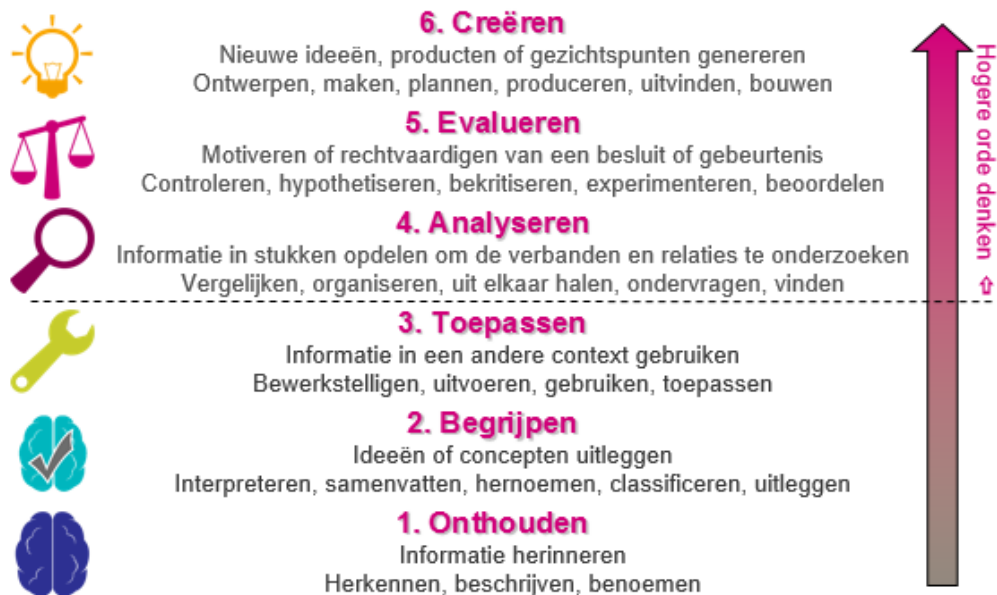 6. Creëren
Nieuwe ideeën, producten of gezichtspunten genereren
Ontwerpen, maken, plannen, produceren, uitvinden, bouwen
5. Evalueren
Motiveren of rechtvaardigen van een besluit of gebeurtenis
Controleren, hypothetiseren, bekritiseren, experimenteren, beoordelen
4. Analyseren
Informatie in stukken opdelen om de verbanden en relaties te onderzoeken
Vergelijken, organiseren, uit elkaar halen, ondervragen, vinden
3. Toepassen
Informatie in een andere context gebruiken
Bewerkstelligen, uitvoeren, gebruiken, toepassen
2. Begrijpen
Ideeën of concepten uitleggen
Interpreteren, samenvatten, hernoemen, classificeren, uitleggen
1. Onthouden
Informatie herinneren
Herkennen, beschrijven, benoemen
Hogere orde denken ⇨